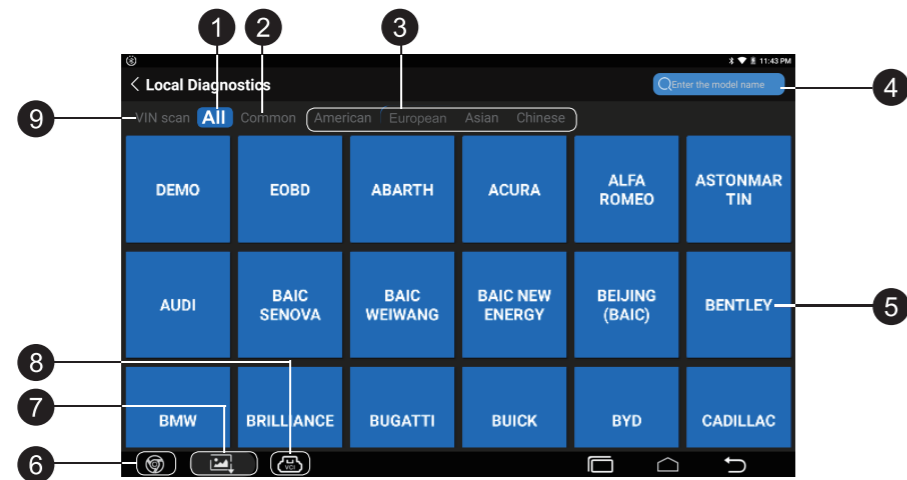 1 2 3
11:43 PM
< Local Diagnostics
Enter the model name
4
9
VIN scan All Common American European Asian Chinese
DEMO EOBD ABARTH ACURA ALFA ROMEO ASTONMAR TIN
AUDI BAIC SENOVA BAIC WEIWANG BAIC NEW ENERGY BEIJING (BAIC) BENTLEY
5
8
7
BMW BRILLIANCE BUGATTI BUICK BYD CADILLAC
6
VCI